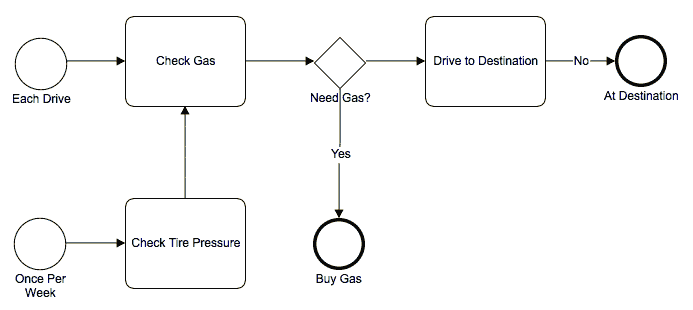 Check Gas
Drive to Destination
No
Each Drive
Need Gas?
At Destination
Yes
Check Tire Pressure
Once Per
Week
Buy Gas